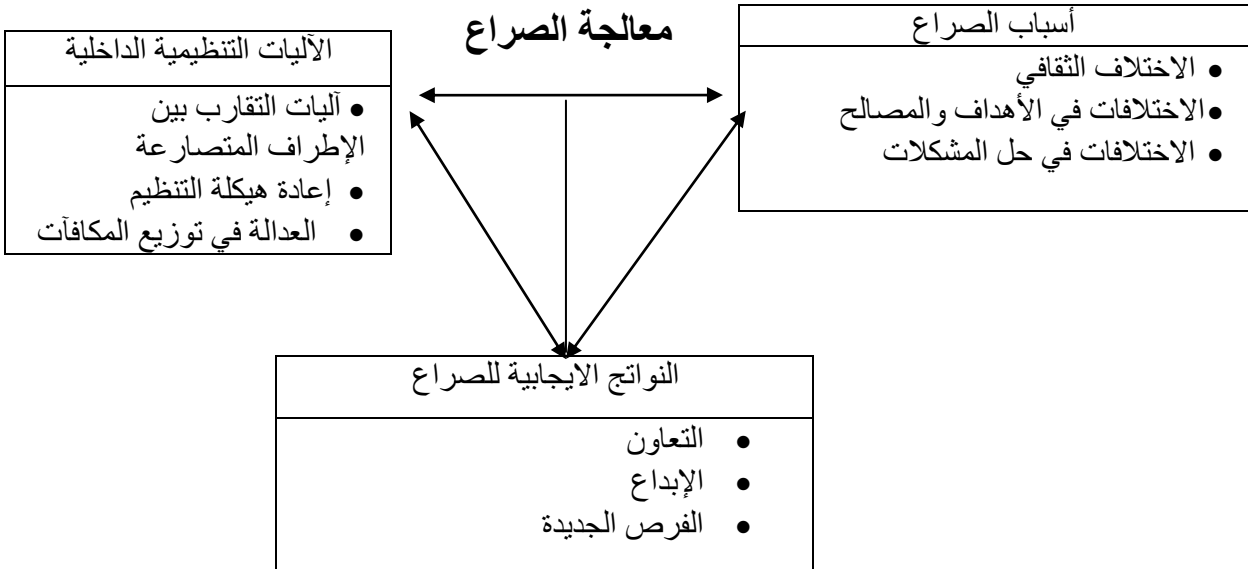 معالجة الصراع
أسباب الصراع
● الاختلاف الثقافي
●الاختلافات في الأهداف والمصالح
● الاختلافات في حل المشكلات
الآليات التنظيمية الداخلية
● آليات التقارب بين
الإطراف المتصارعة
● إعادة هيكلة التنظيم
● العدالة في توزيع المكافآت
النواتج الايجابية للصراع
● التعاون
● الإبداع
● الفرص الجديدة